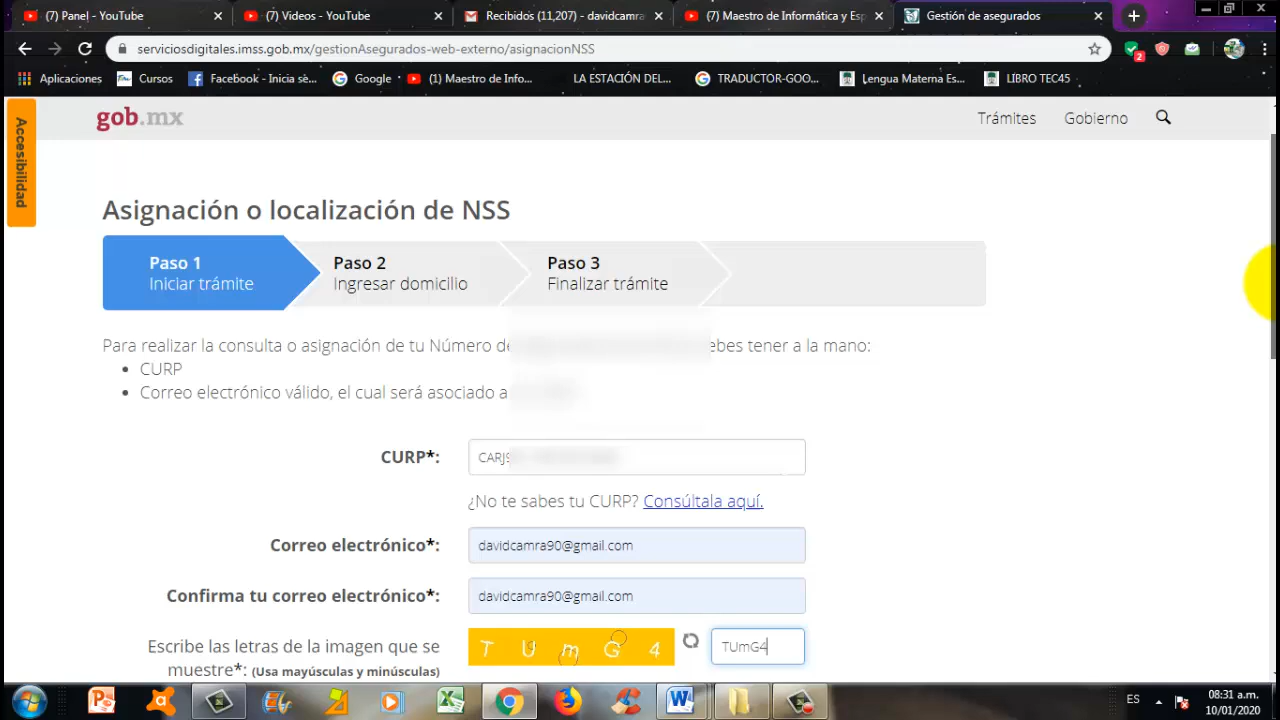 (7) Panel - YouTube
(7) Videos - YouTube
Recibidos (11,207) - davidcamra
(7) Maestro de Informática y Esp
Gestión de asegurados
serviciosdigitales.imss.gob.mx/gestionAsegurados-web-externo/asignacionNSS
2
Aplicaciones
Cursos
Facebook - Inicia sè...
Google
(1) Maestro de Info...
LA ESTACIÓN DEL...
TRADUCTOR-GOO...
Lengua Materna Es...
LIBRO TEC45
Accesibilidad
gob.mx
Trámites
Gobierno
Asignación o localización de NSS
Paso 1
Iniciar trámite
Paso 2
Ingresar domicilio
Paso 3
Finalizar trámite
Para realizar la consulta o asignación de tu Número de ebes tener a la mano:
• CURP
• Correo electrónico válido, el cual será asociado a
CURP*:
CARJ9
¿No te sabes tu CURP? Consúltala aquí.
Correo electrónico*:
davidcamra90@gmail.com
Confirma tu correo electrónico*:
davidcamra90@gmail.com
Escribe las letras de la imagen que se
muestre*: (Usa mayúsculas y minúsculas)
T U m G 4
TUmG4
ES
08:31 a.m.
10/01/2020